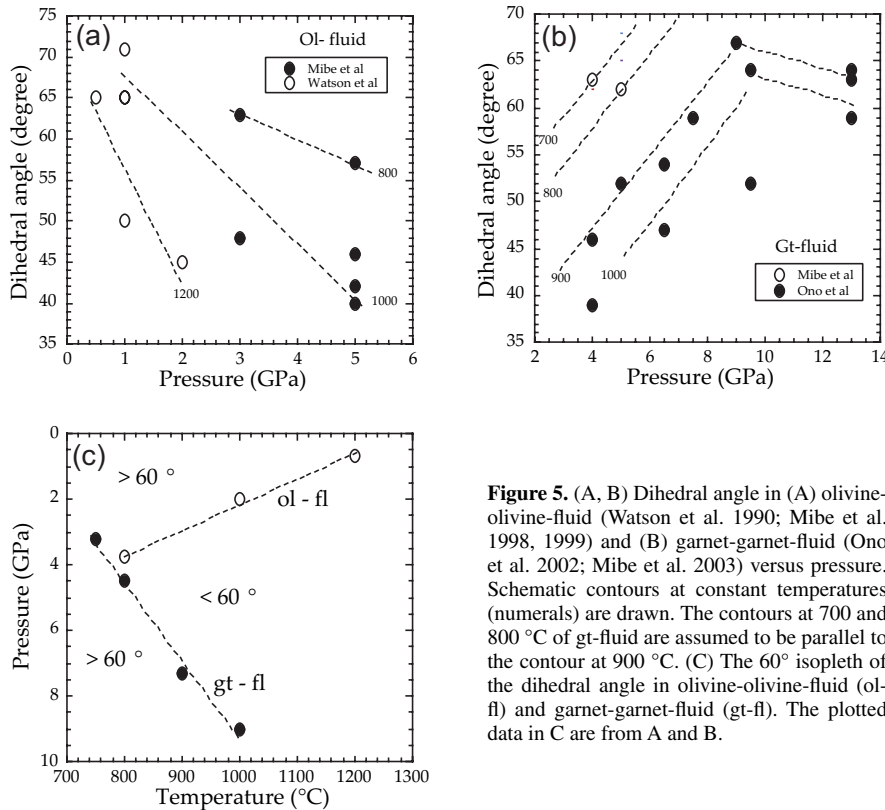 (a)
Ol- fluid
Mibe et al
Watson et al
75
70
65
60
55
50
45
40
35
Dihedral angle (degree)
800
1000
1200
0 1 2 3 4 5 6
Pressure (GPa)
(b)
70
65
60
55
50
45
40
35
Dihedral angle (degree)
700
800
900
1000
Gt-fluid
Mibe et al
Ono et al
2 4 6 8 10 12 14
Pressure (GPa)
(c)
0
2
4
6
8
10
Pressure (GPa)
> 60 °
ol - fl
< 60 °
> 60 °
gt - fl
700 800 900 1000 1100 1200 1300
Temperature (°C)
Figure 5. (A, B) Dihedral angle in (A) olivine-
olivine-fluid (Watson et al. 1990; Mibe et al.
1998, 1999) and (B) garnet-garnet-fluid (Ono
et al. 2002; Mibe et al. 2003) versus pressure.
Schematic contours at constant temperatures
(numerals) are drawn. The contours at 700 and
800 °C of gt-fluid are assumed to be parallel to
the contour at 900 °C. (C) The 60° isopleth of
the dihedral angle in olivine-olivine-fluid (ol-
fl) and garnet-garnet-fluid (gt-fl). The plotted
data in C are from A and B.